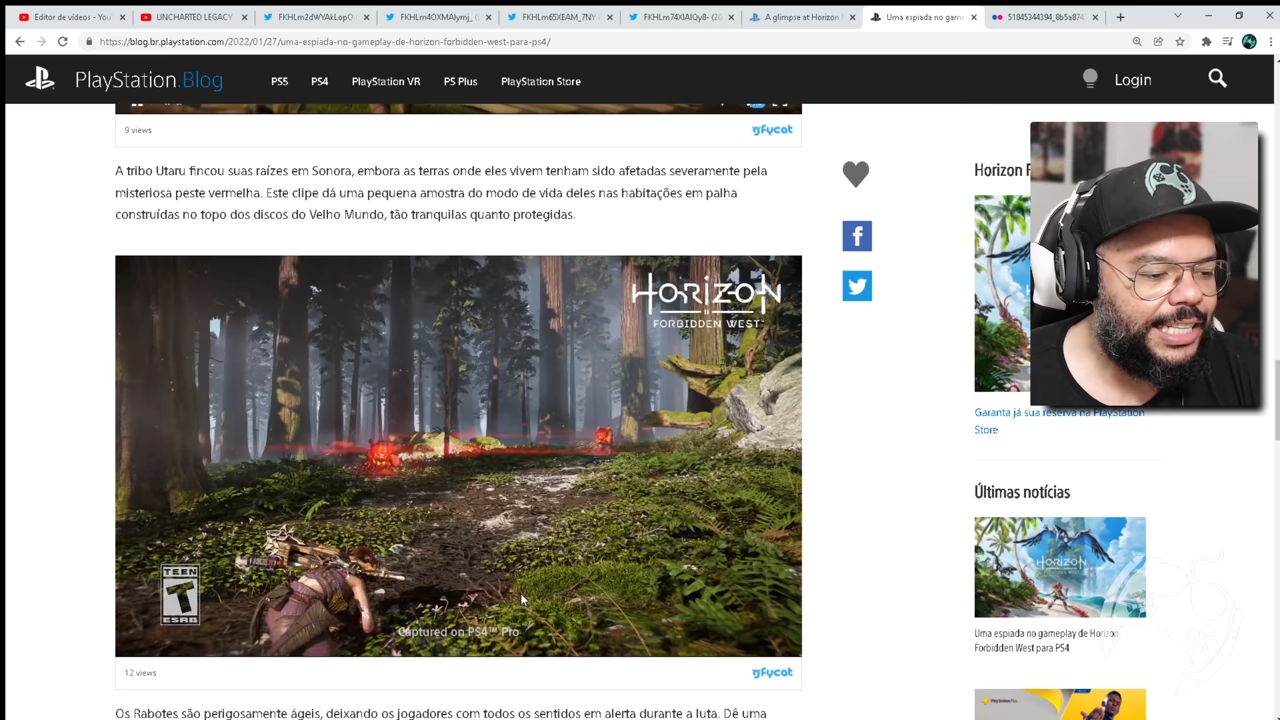 Editor de vídeos - You
UNCHARTED LEGACY
FKHLm2dWYAkLopO
FKHLm4OXMAIymj_
FKHLm65XEAM_7NY
FKHLm74XIAIQy8- (20
A glimpse at Horizon
Uma espiada no gam
51845344394_8b5a874
https://blog.br.playstation.com/2022/01/27/uma-espiada-no-gameplay-de-horizon-forbidden-west-para-ps4/
PlayStation.Blog
PS5
PS4
PlayStation VR
PS Plus
PlayStation Store
Login
9 views
gfycat
A tribo Utaru fincou suas raízes em Sonora, embora as terras onde eles vivem tenham sido afetadas severamente pela
misteriosa peste vermelha. Este clipe dá uma pequena amostra do modo de vida deles nas habitações em palha
construídas no topo dos discos do Velho Mundo, tão tranquilas quanto protegidas.
HORIZON
FORBIDDEN WEST™
TEEN
T
ESRB
Captured on PS4™ Pro
12 views
gfycat
Os Rabotes são perigosamente ágeis, deixando os jogadores com todos os sentidos em alerta durante a luta. Dê uma
Horizon F
Garanta já sua reserva na PlayStation
Store
Últimas notícias
HORIZON
Uma espiada no gameplay de Horizon
Forbidden West para PS4